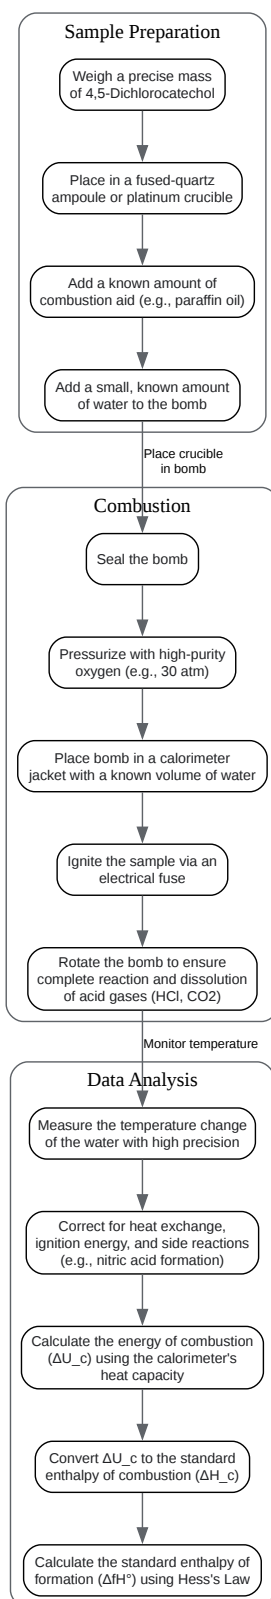 Sample Preparation
Weigh a precise mass
of 4,5-Dichlorocatechol
Place in a fused-quartz
ampoule or platinum crucible
Add a known amount of
combustion aid (e.g., paraffin oil)
Add a small, known amount
of water to the bomb
Place crucible
in bomb
Combustion
Seal the bomb
Pressurize with high-purity
oxygen (e.g., 30 atm)
Place bomb in a calorimeter
jacket with a known volume of water
Ignite the sample via an
electrical fuse
Rotate the bomb to ensure
complete reaction and dissolution
of acid gases (HCl, CO2)
Monitor temperature
Data Analysis
Measure the temperature change
of the water with high precision
Correct for heat exchange,
ignition energy, and side reactions
(e.g., nitric acid formation)
Calculate the energy of combustion
(ΔU_c) using the calorimeter's
heat capacity
Convert ΔU_c to the standard
enthalpy of combustion (ΔH_c)
Calculate the standard enthalpy of
formation (ΔfH°) using Hess's Law